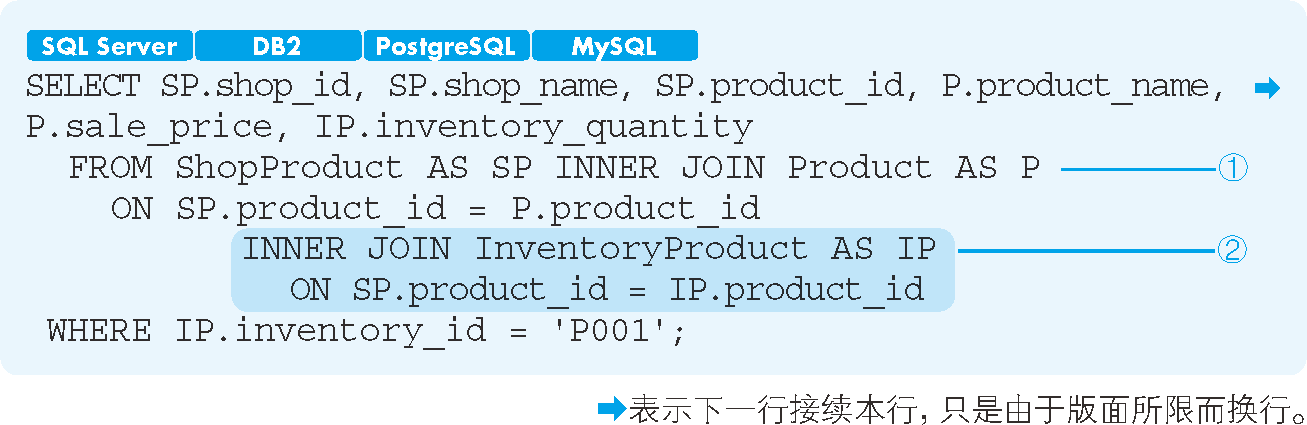 SQL Server DB2 PostgreSQL MySQL
SELECT SP.shop_id, SP.shop_name, SP.product_id, P.product_name, ➡
P.sale_price, IP.inventory_quantity
FROM ShopProduct AS SP INNER JOIN Product AS P ①
ON SP.product_id = P.product_id
INNER JOIN InventoryProduct AS IP ②
ON SP.product_id = IP.product_id
WHERE IP.inventory_id = 'P001';
➡表示下一行接续本行，只是由于版面所限而换行。